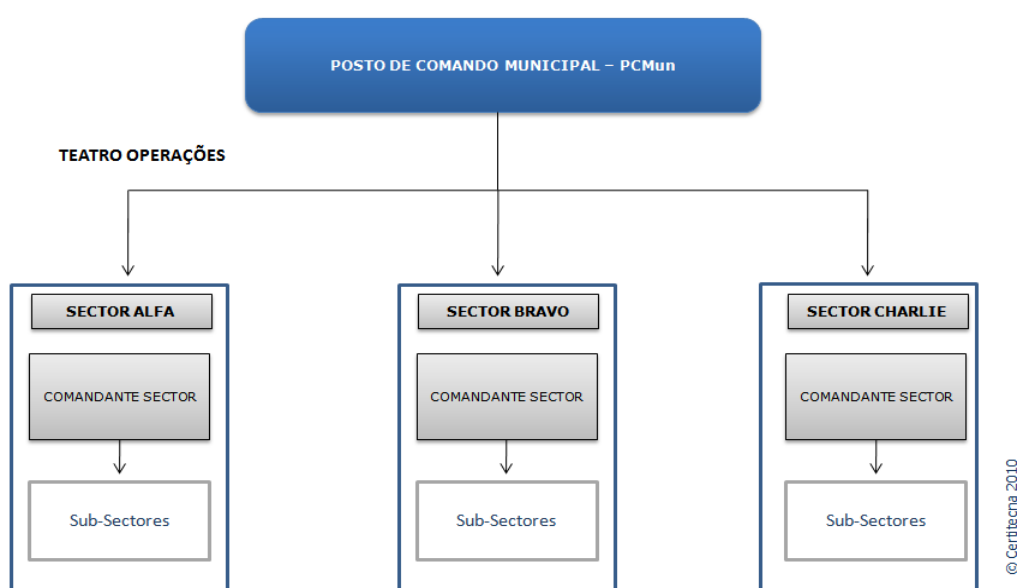 POSTO DE COMANDO MUNICIPAL – PCMun
TEATRO OPERAÇÕES
SECTOR ALFA
COMANDANTE SECTOR
Sub-Sectores
SECTOR BRAVO
COMANDANTE SECTOR
Sub-Sectores
SECTOR CHARLIE
COMANDANTE SECTOR
Sub-Sectores
© Certitecna 2010